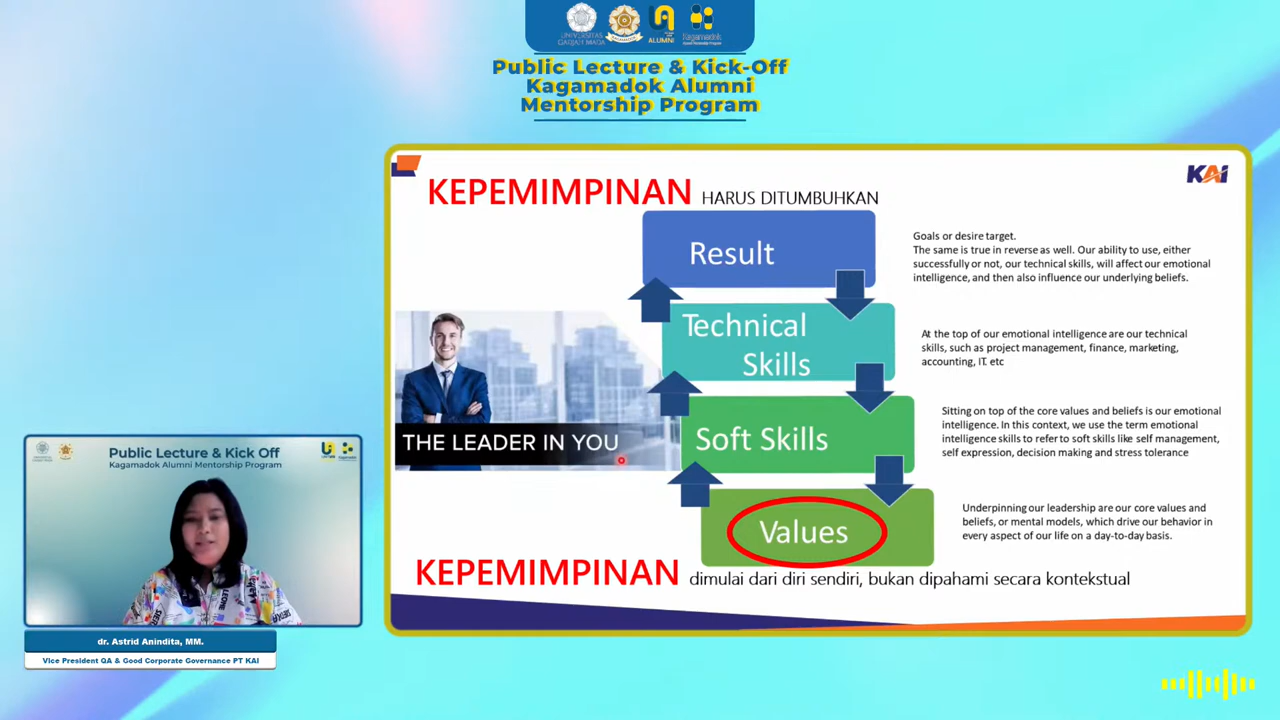 UNIVERSITAS
GADJAH MADA
ALUMNI
Kagamadok
Public Lecture & Kick-Off
Kagamadok Alumni
Mentorship Program
KAI
KEPEMIMPINAN HARUS DITUMBUHKAN
Result
Goals or desire target.
The same is true in reverse as well. Our ability to use, either
successfully or not, our technical skills, will affect our emotional
intelligence, and then also influence our underlying beliefs.
Technical
Skills
At the top of our emotional intelligence are our technical
skills, such as project management, finance, marketing,
accounting, IT. etc
THE LEADER IN YOU
Soft Skills
Sitting on top of the core values and beliefs is our emotional
intelligence. In this context, we use the term emotional
intelligence skills to refer to soft skills like self management,
self expression, decision making and stress tolerance
Values
Underpinning our leadership are our core values and
beliefs, or mental models, which drive our behavior in
every aspect of our life on a day-to-day basis.
KEPEMIMPINAN dimulai dari diri sendiri, bukan dipahami secara kontekstual
Public Lecture & Kick Off
Kagamadok Alumni Mentorship Program
dr. Astrid Anindita, MM.
Vice President QA & Good Corporate Governance PT KAI